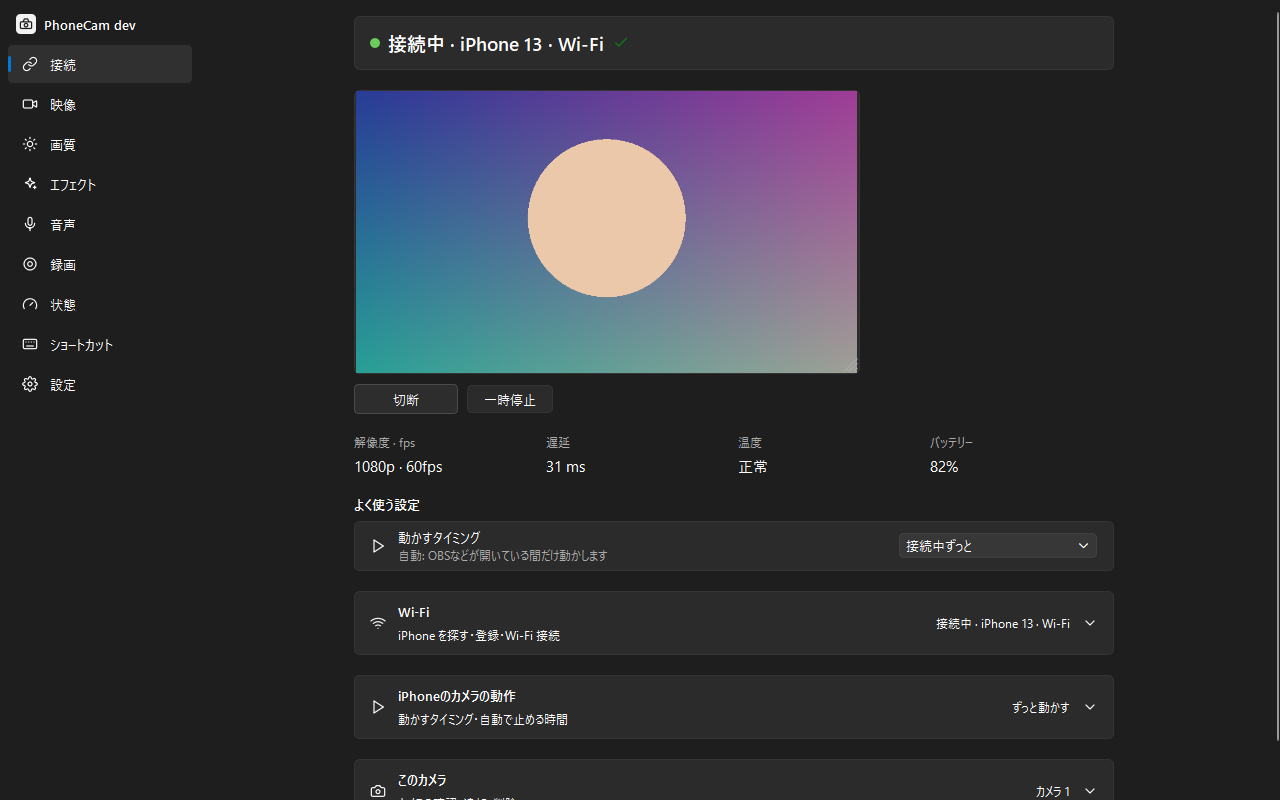 PhoneCam dev
接続
映像
画質
エフェクト
音声
録画
状態
ショートカット
設定
接続中 · iPhone 13 · Wi-Fi
切断
一時停止
解像度 · fps
1080p · 60fps
遅延
31 ms
温度
正常
バッテリー
82%
よく使う設定
動かすタイミング
自動: OBSなどが開いている間だけ動かします
接続中ずっと
Wi-Fi
iPhone を探す・登録・Wi-Fi 接続
接続中 · iPhone 13 · Wi-Fi
iPhoneのカメラの動作
動かすタイミング・自動で止める時間
ずっと動かす
このカメラ
カメラ 1